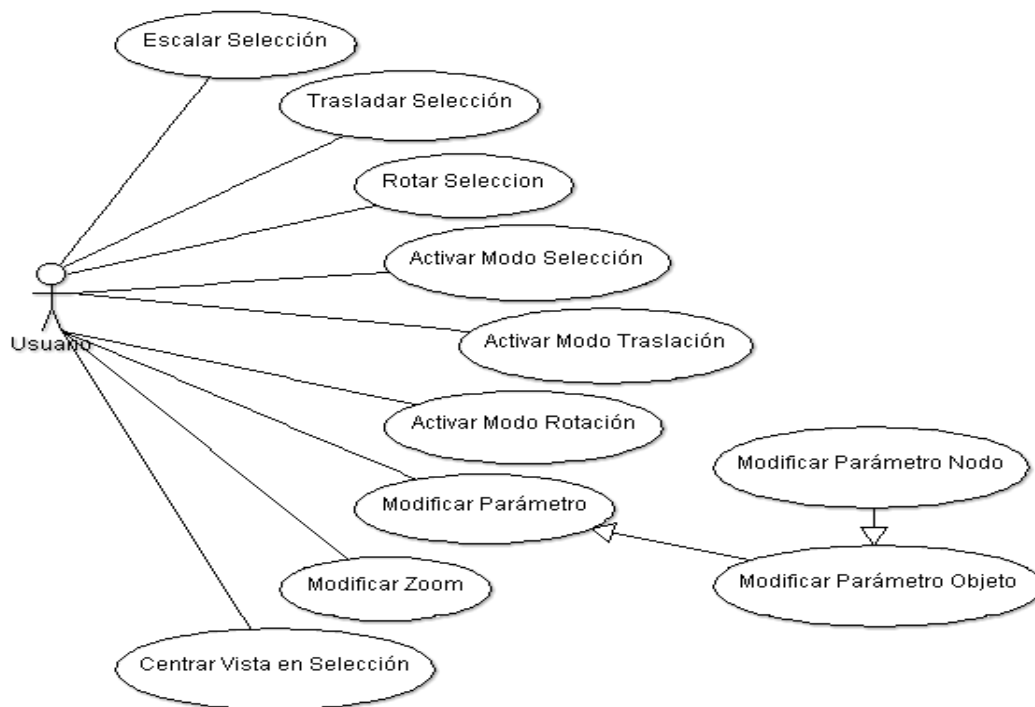 Escalar Selección
Trasladar Selección
Rotar Seleccion
Activar Modo Selección
Activar Modo Traslación
Usuario
Activar Modo Rotación
Modificar Parámetro Nodo
Modificar Parámetro
Modificar Zoom
Modificar Parámetro Objeto
Centrar Vista en Selección